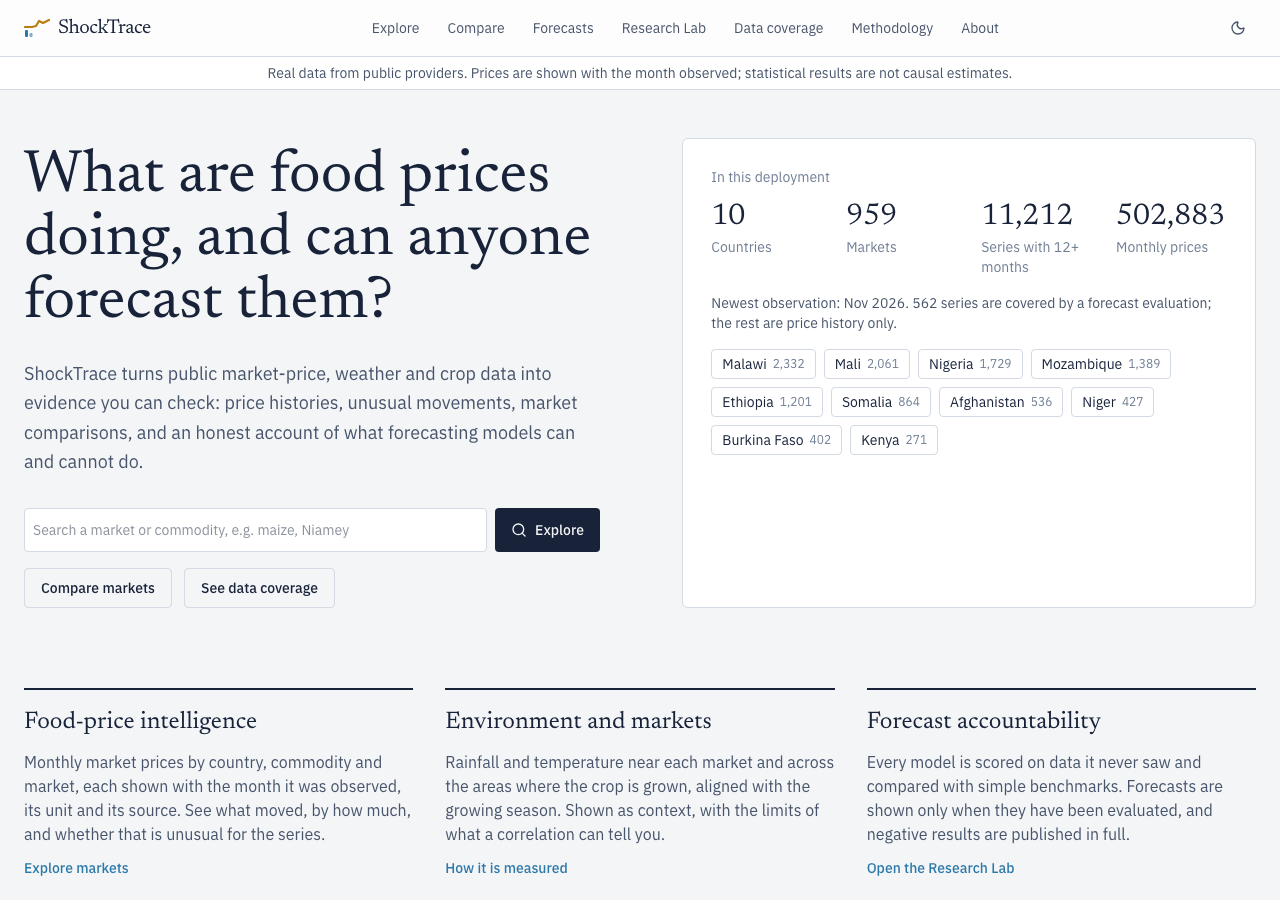 ShockTrace
Explore
Compare
Forecasts
Research Lab
Data coverage
Methodology
About
Real data from public providers. Prices are shown with the month observed; statistical results are not causal estimates.
What are food prices
doing, and can anyone
forecast them?
ShockTrace turns public market-price, weather and crop data into
evidence you can check: price histories, unusual movements, market
comparisons, and an honest account of what forecasting models can
and cannot do.
Search a market or commodity, e.g. maize, Niamey
Explore
Compare markets
See data coverage
In this deployment
10
Countries
959
Markets
11,212
Series with 12+
months
502,883
Monthly prices
Newest observation: Nov 2026. 562 series are covered by a forecast evaluation;
the rest are price history only.
Malawi 2,332
Mali 2,061
Nigeria 1,729
Mozambique 1,389
Ethiopia 1,201
Somalia 864
Afghanistan 536
Niger 427
Burkina Faso 402
Kenya 271
Food-price intelligence
Monthly market prices by country, commodity and
market, each shown with the month it was observed,
its unit and its source. See what moved, by how much,
and whether that is unusual for the series.
Explore markets
Environment and markets
Rainfall and temperature near each market and across
the areas where the crop is grown, aligned with the
growing season. Shown as context, with the limits of
what a correlation can tell you.
How it is measured
Forecast accountability
Every model is scored on data it never saw and
compared with simple benchmarks. Forecasts are
shown only when they have been evaluated, and
negative results are published in full.
Open the Research Lab